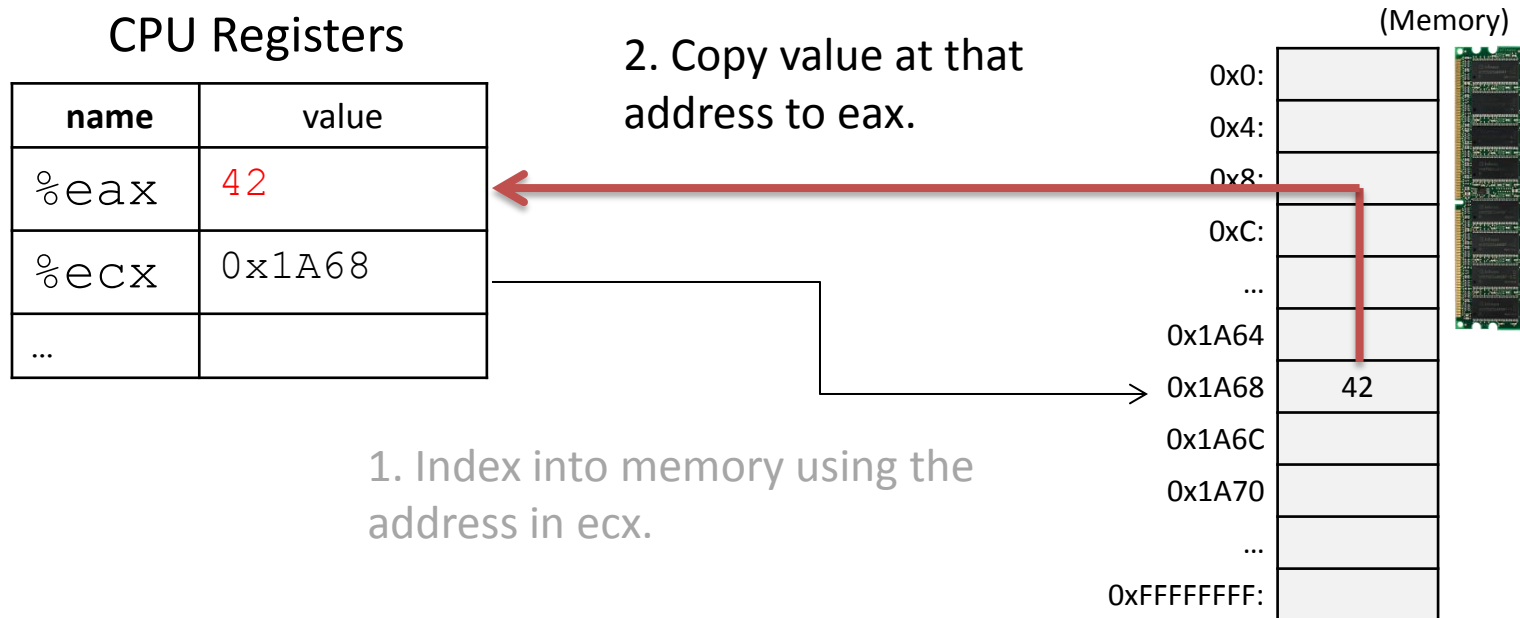 CPU Registers
name value
%eax 42
%ecx 0x1A68
…
2. Copy value at that
address to eax.
1. Index into memory using the
address in ecx.
(Memory)
0x0:
0x4:
0x8:
0xC:
…
0x1A64
0x1A68 42
0x1A6C
0x1A70
…
0xFFFFFFFF: